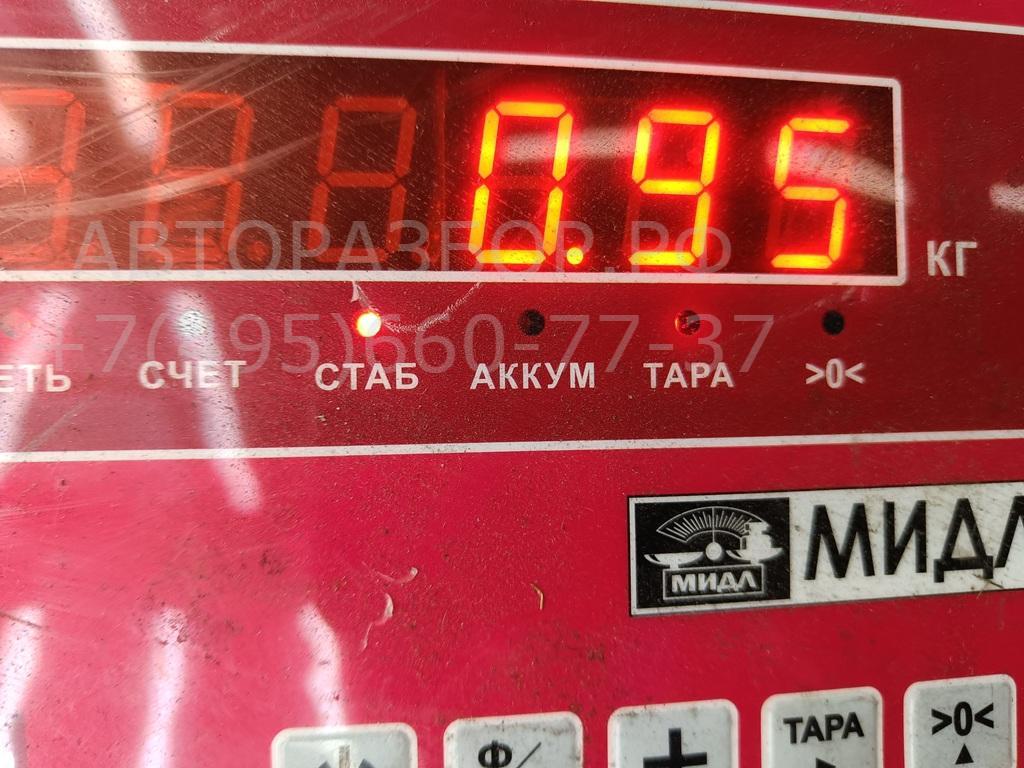 0.95
КГ
АВТОРАЗБОР.РФ
+7(495)660-77-37
СЧЕТ СТАБ АККУМ ТАРА >0<
МИДЛ
МИДЛ
Ф/
+
ТАРА
>0<